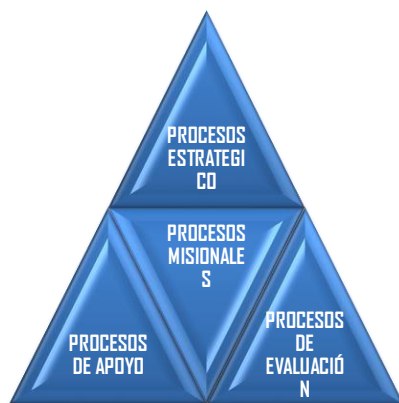 PROCESOS
ESTRATEGI
CO
PROCESOS
MISIONALE
S
PROCESOS
DE APOYO
PROCESOS
DE
EVALUACIÓ
N